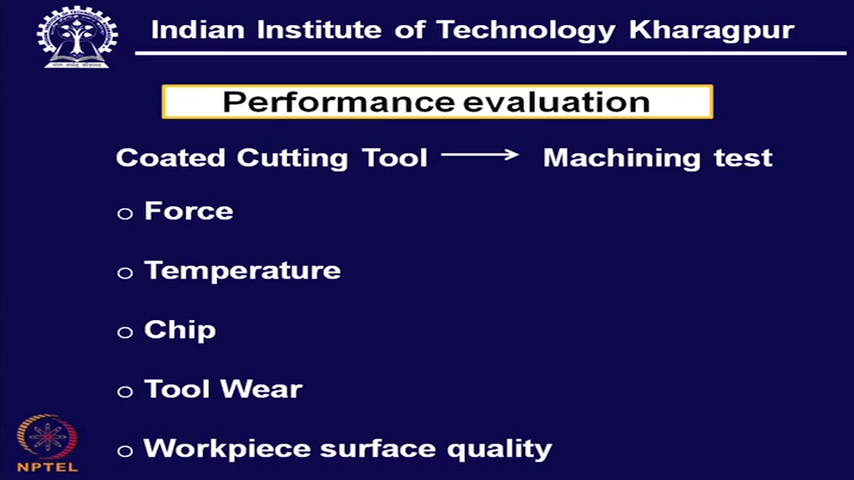 Indian Institute of Technology Kharagpur
Performance evaluation
Coated Cutting Tool → Machining test
o Force
o Temperature
o Chip
o Tool Wear
o Workpiece surface quality
NPTEL